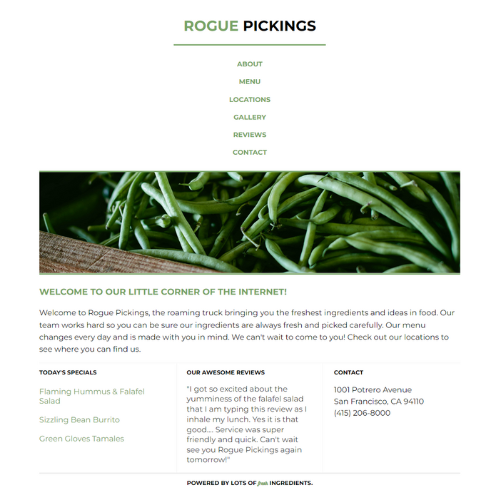 ROGUE PICKINGS
ABOUT
MENU
LOCATIONS
GALLERY
REVIEWS
CONTACT
WELCOME TO OUR LITTLE CORNER OF THE INTERNET!
Welcome to Rogue Pickings, the roaming truck bringing you the freshest ingredients and ideas in food. Our
team works hard so you can be sure our ingredients are always fresh and picked carefully. Our menu
changes every day and is made with you in mind. We can't wait to come to you! Check out our locations to
see where you can find us.
TODAY'S SPECIALS
Flaming Hummus & Falafel
Salad
Sizzling Bean Burrito
Green Gloves Tamales
OUR AWESOME REVIEWS
"I got so excited about the
yumminess of the falafel salad
that I am typing this review as I
inhale my lunch. Yes it is that
good.... Service was super
friendly and quick. Can't wait
see you Rogue Pickings again
tomorrow!"
CONTACT
1001 Potrero Avenue
San Francisco, CA 94110
(415) 206-8000
POWERED BY LOTS OF fresh INGREDIENTS.